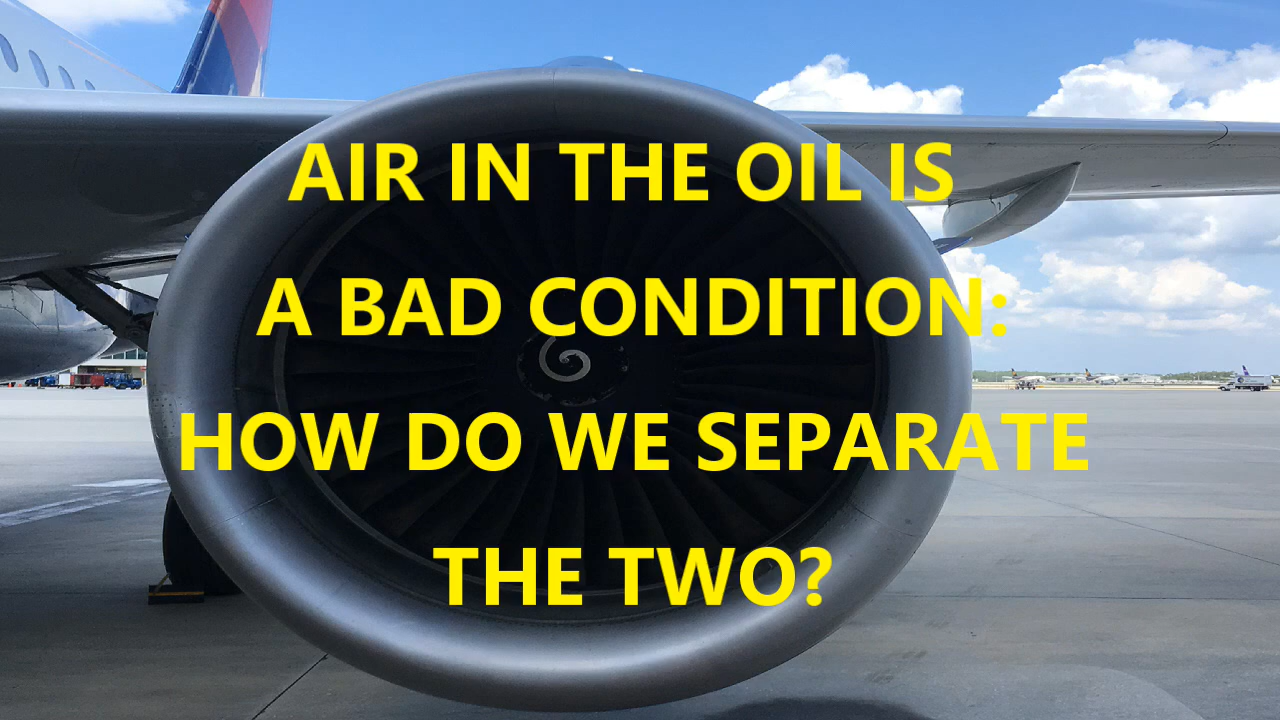 AIR IN THE OIL IS
A BAD CONDITION:
HOW DO WE SEPARATE
THE TWO?